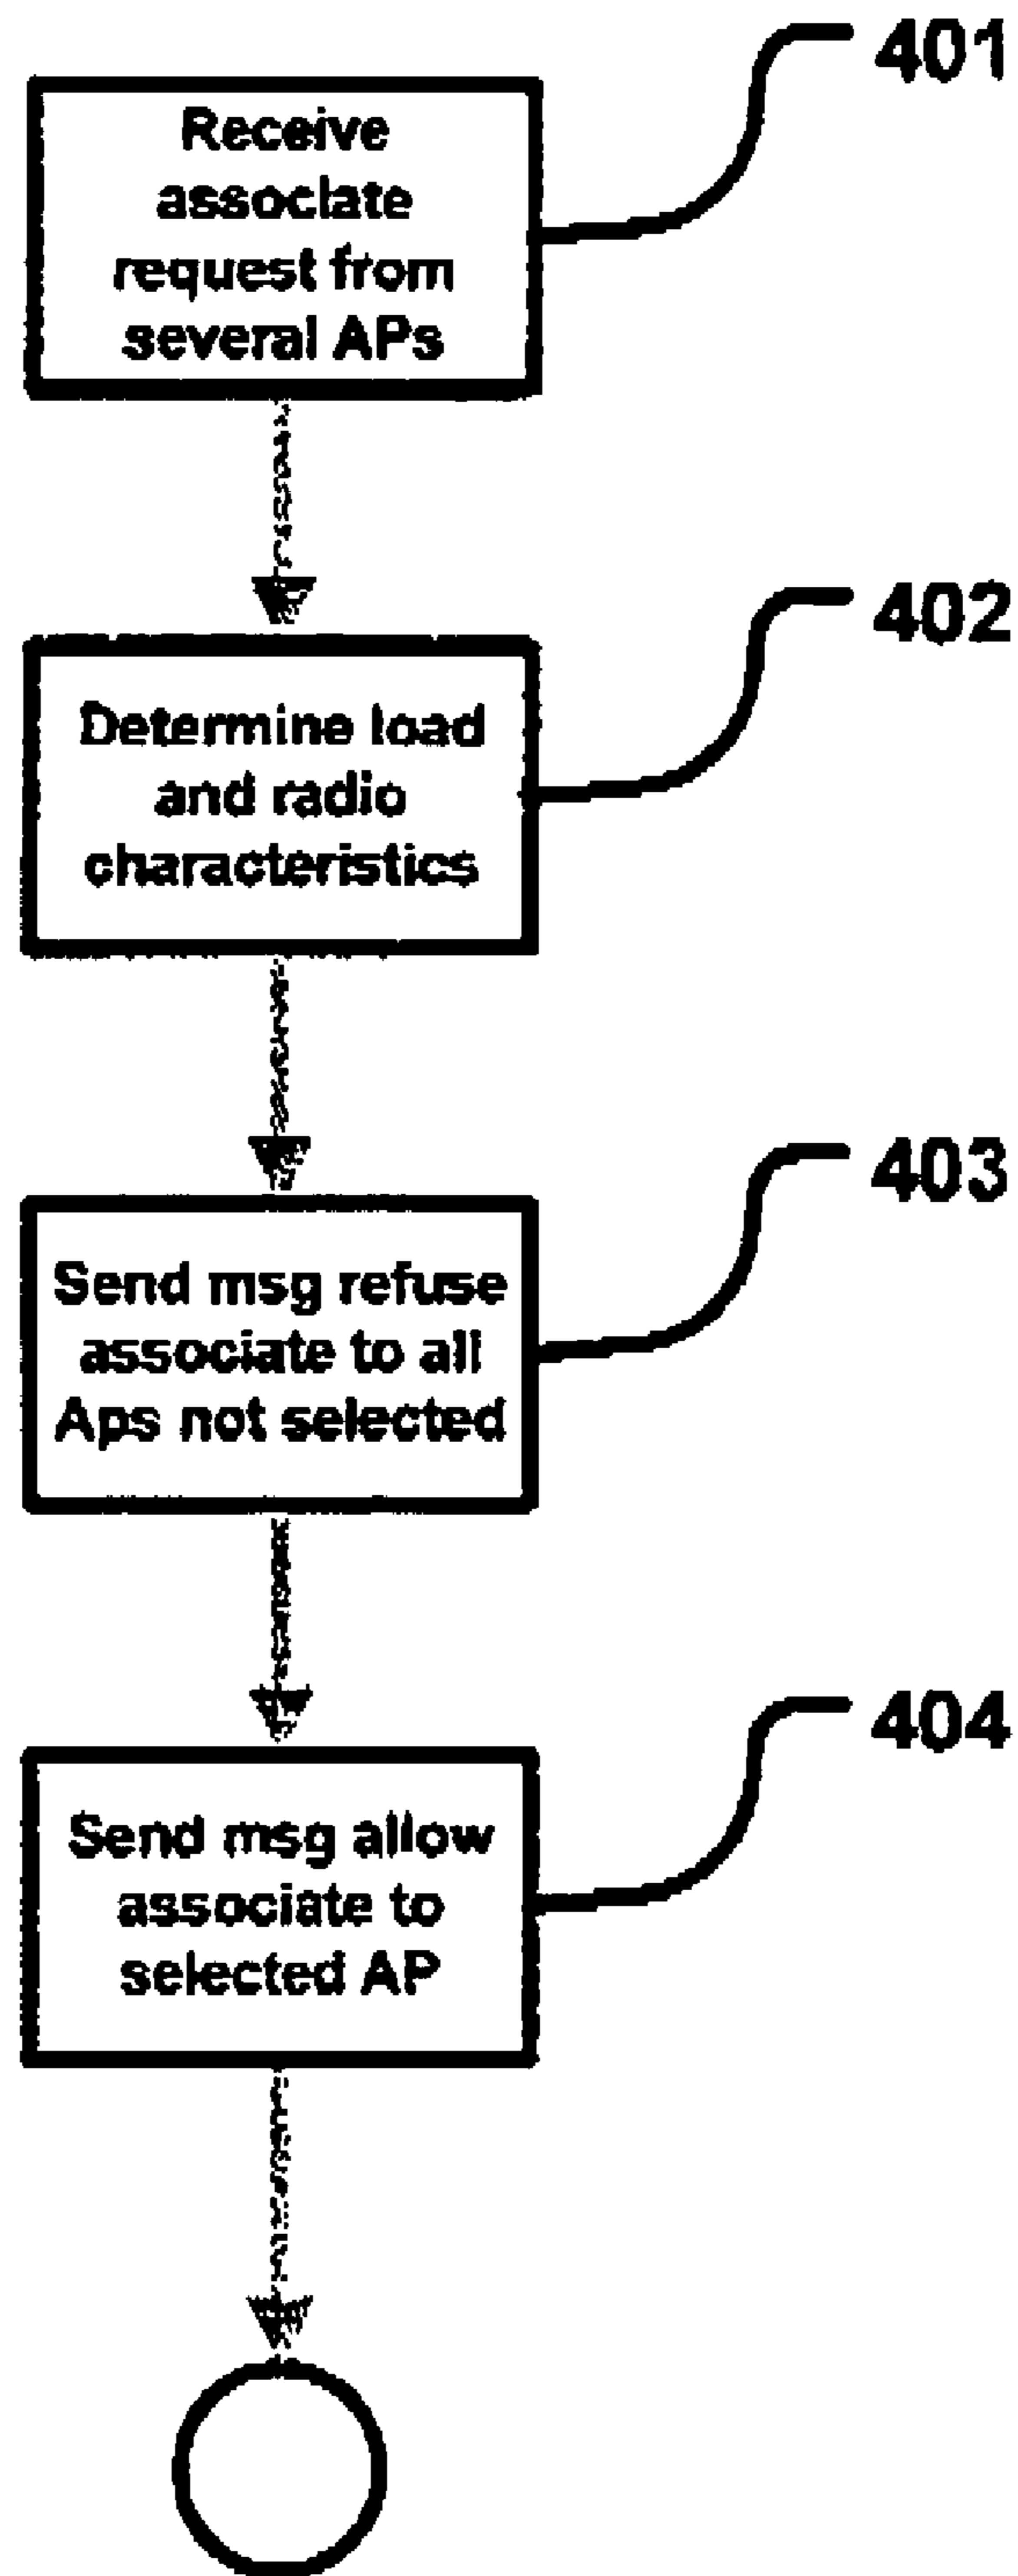 401
Receive
associate
request from
several APs
402
Determine load
and radio
characteristics
403
Send msg refuse
associate to all
Aps not selected
404
Send msg allow
associate to
selected AP